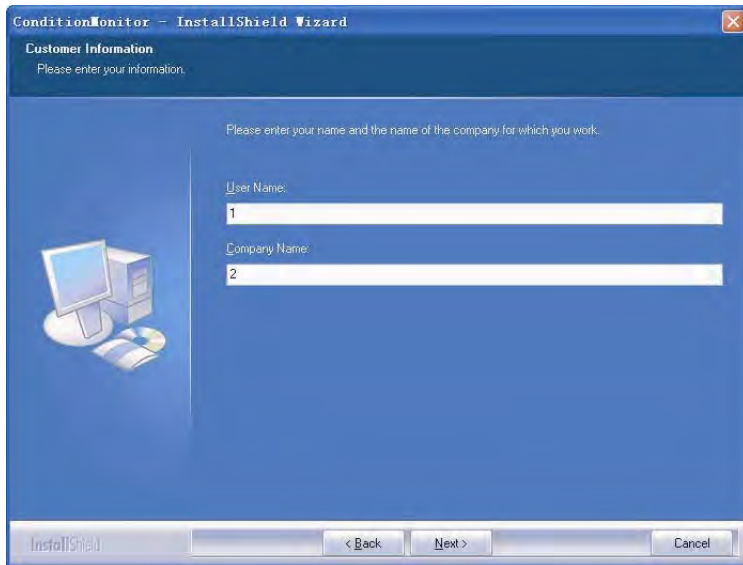 ConditionMonitor - InstallShield Wizard
Customer Information
Please enter your information.
Please enter your name and the name of the company for which you work.
User Name:
1
Company Name:
2
InstallShield
< Back
Next >
Cancel